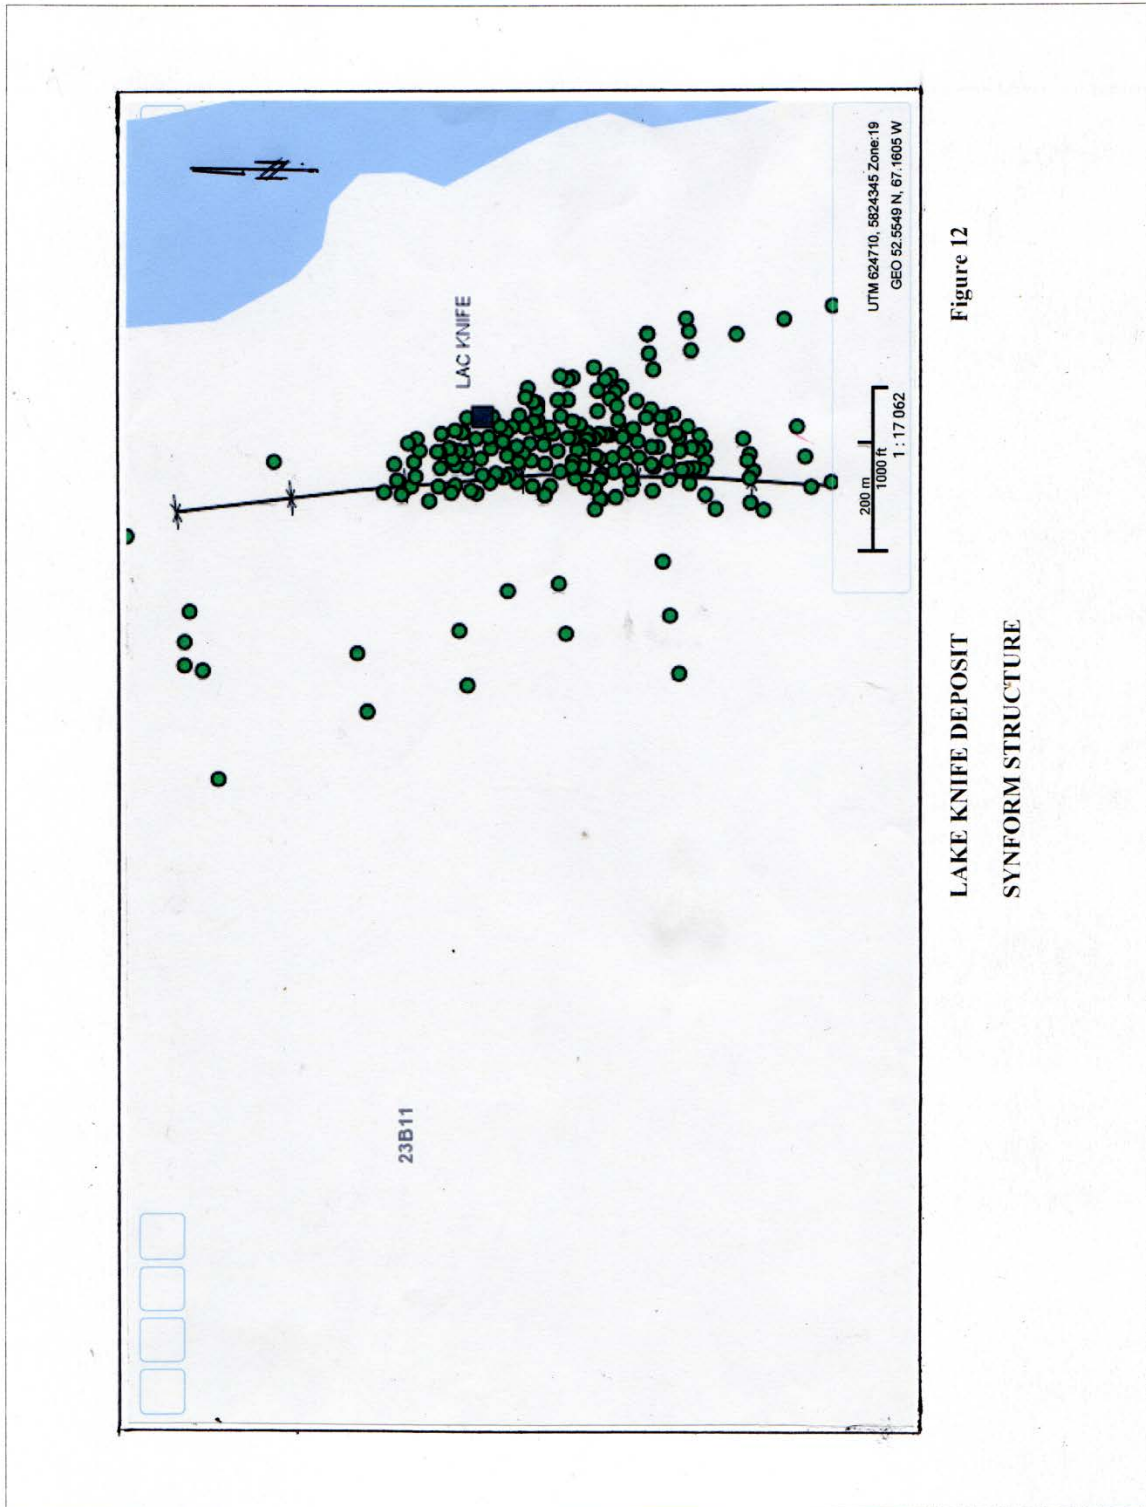 LAC KNIFE
23B11
UTM 624710, 5824345 Zone:19
GEO 52.5549 N, 67.1605 W
200 m
1000 ft
1 : 17 062
LAKE KNIFE DEPOSIT
Figure 12
SYNFORM STRUCTURE